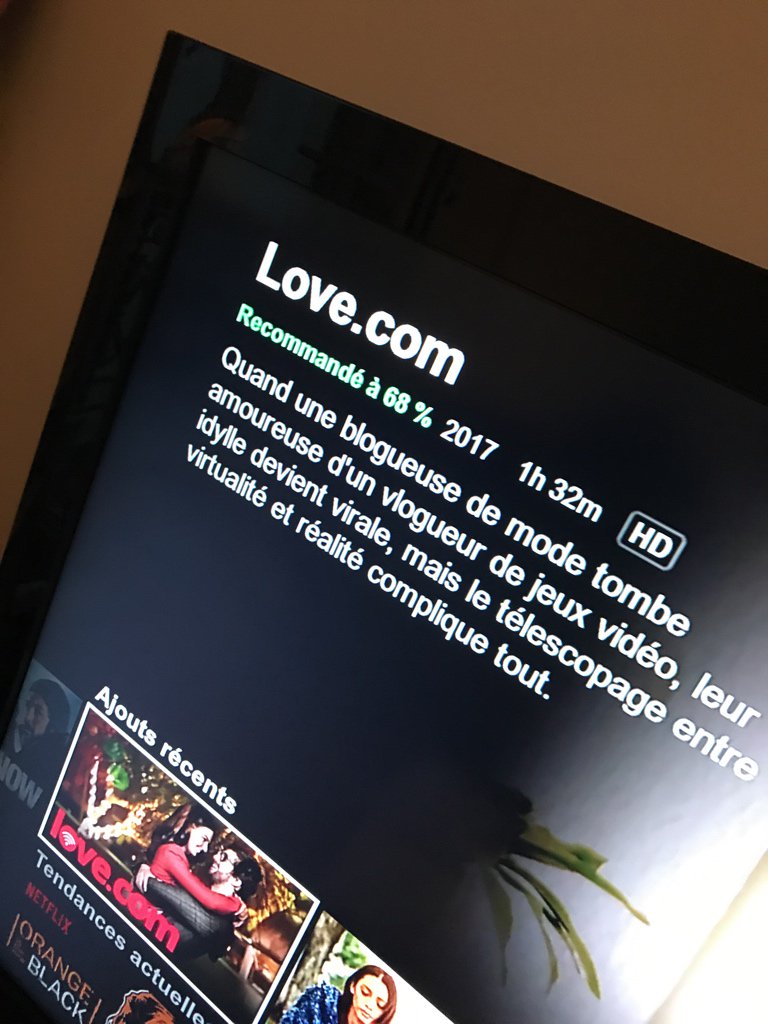 Love.com
Recommandé à 68 % 2017 1h 32m HD
Quand une blogueuse de mode tombe
amoureuse d'un vlogueur de jeux vidéo, leur
idylle devient virale, mais le télescopage entre
virtualité et réalité complique tout.
Ajouts récents
NOW
love.com
Tendances actuelles
NETFLIX
ORANGE
BLACK